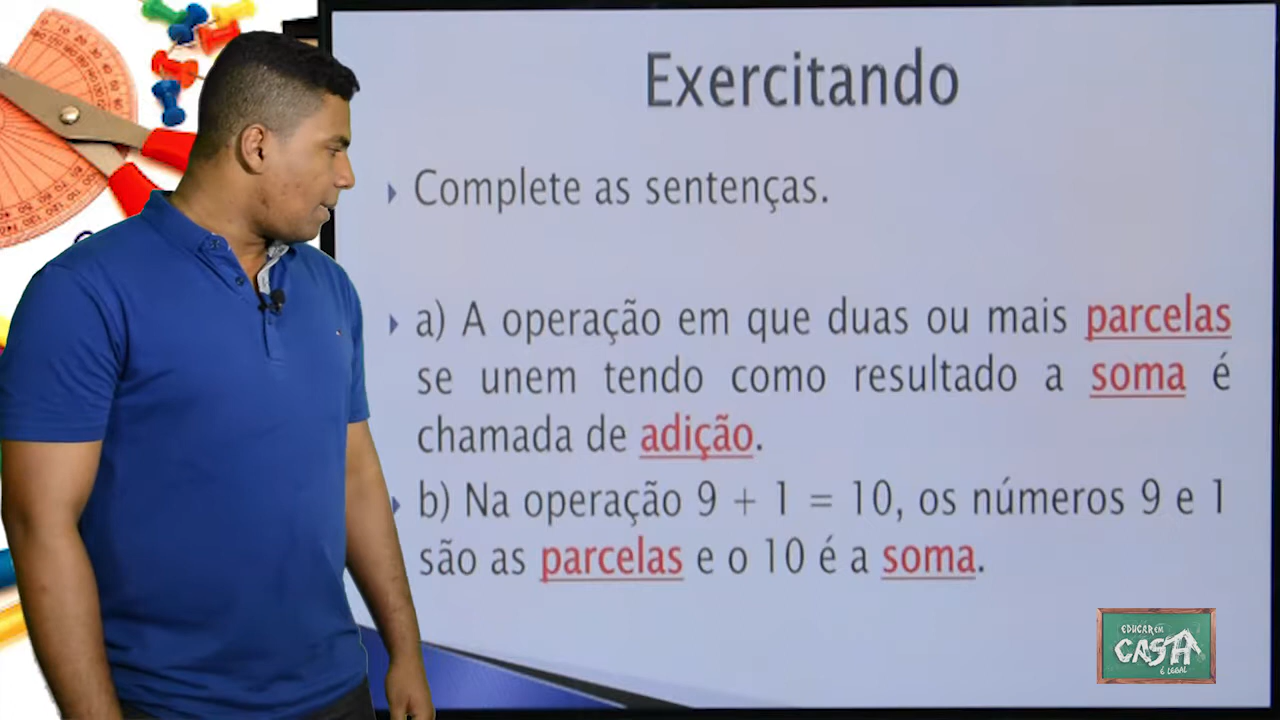 Exercitando
Complete as sentenças.
a) A operação em que duas ou mais parcelas
se unem tendo como resultado a soma é
chamada de adição.
b) Na operação 9 + 1 = 10, os números 9 e 1
são as parcelas e o 10 é a soma.
EDUCAR EM
CASA
É LEGAL